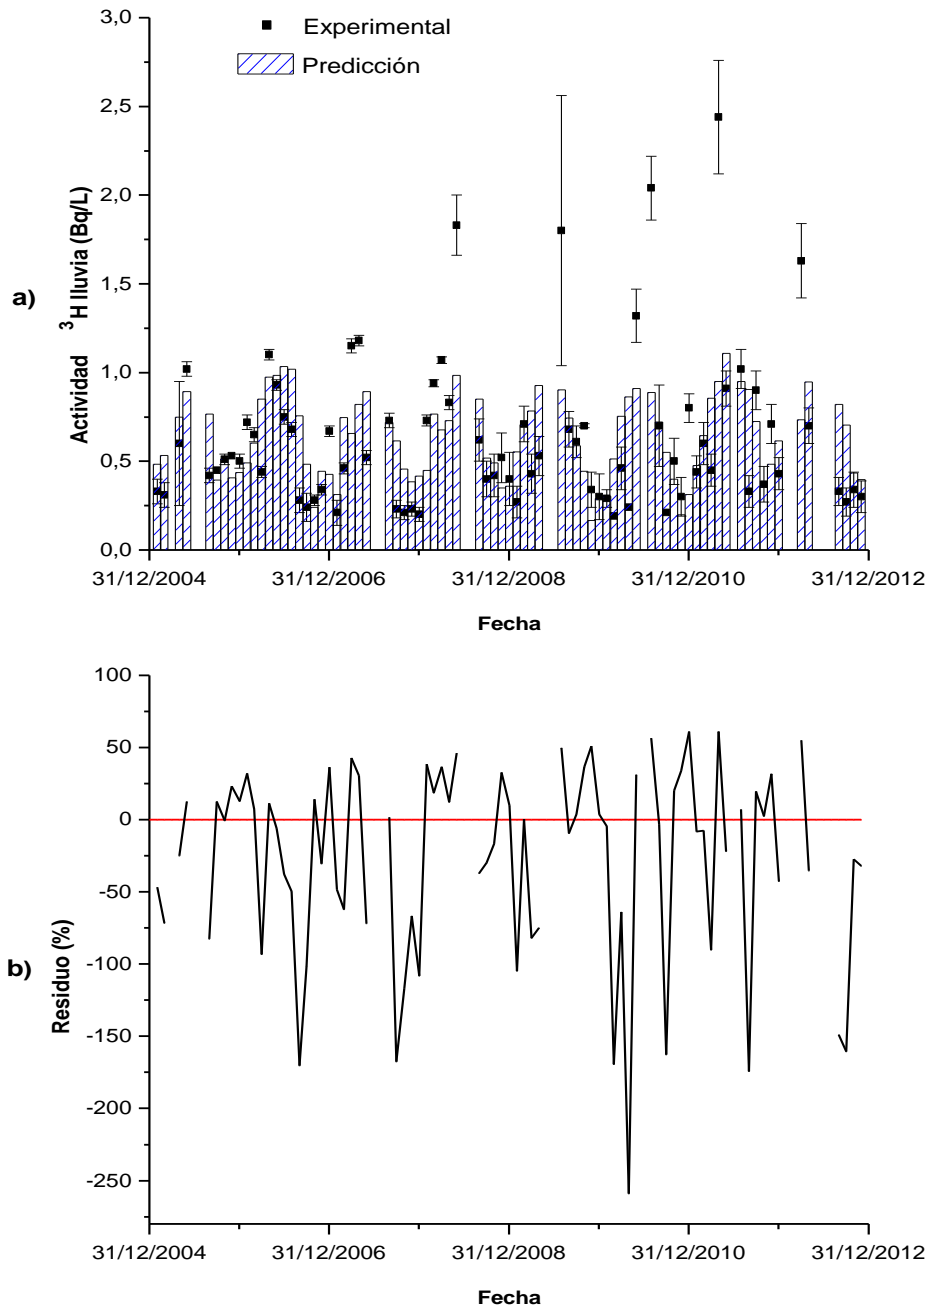 a)
Actividad ³H lluvia (Bq/L)
3,0
2,5
2,0
1,5
1,0
0,5
0,0
Experimental
Predicción
31/12/2004 31/12/2006 31/12/2008 31/12/2010 31/12/2012
Fecha
b)
Residuo (%)
100
50
0
-50
-100
-150
-200
-250
31/12/2004 31/12/2006 31/12/2008 31/12/2010 31/12/2012
Fecha